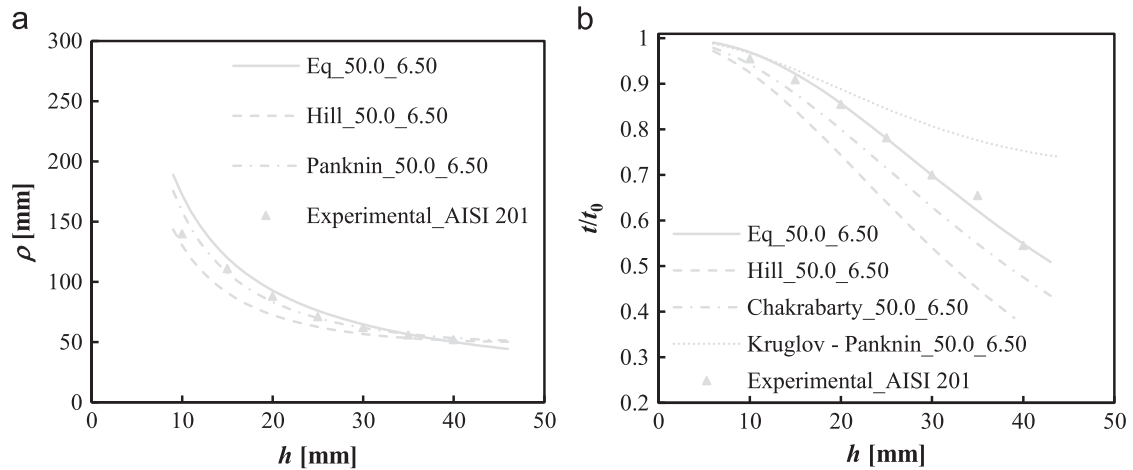 a
300
250
200
150
100
50
0
0 10 20 30 40 50
ρ [mm]
h [mm]
Eq_50.0_6.50
Hill_50.0_6.50
Panknin_50.0_6.50
Experimental_AISI 201
b
1
0.9
0.8
0.7
0.6
0.5
0.4
0.3
0.2
0 10 20 30 40 50
t/t0
h [mm]
Eq_50.0_6.50
Hill_50.0_6.50
Chakrabarty_50.0_6.50
Kruglov - Panknin_50.0_6.50
Experimental_AISI 201